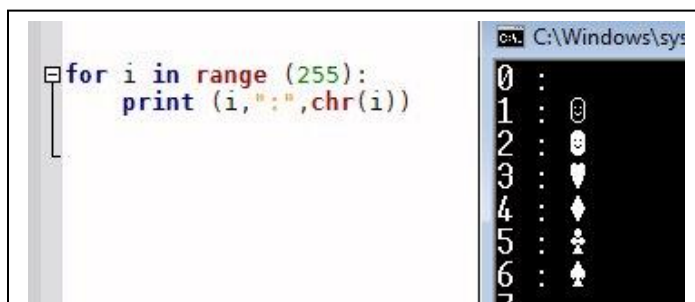 for i in range (255):
print (i,":",chr(i))
C:\Windows\sys
0 :
1 : ☺
2 : ☻
3 : ♥
4 : ♦
5 : ♣
6 : ♠